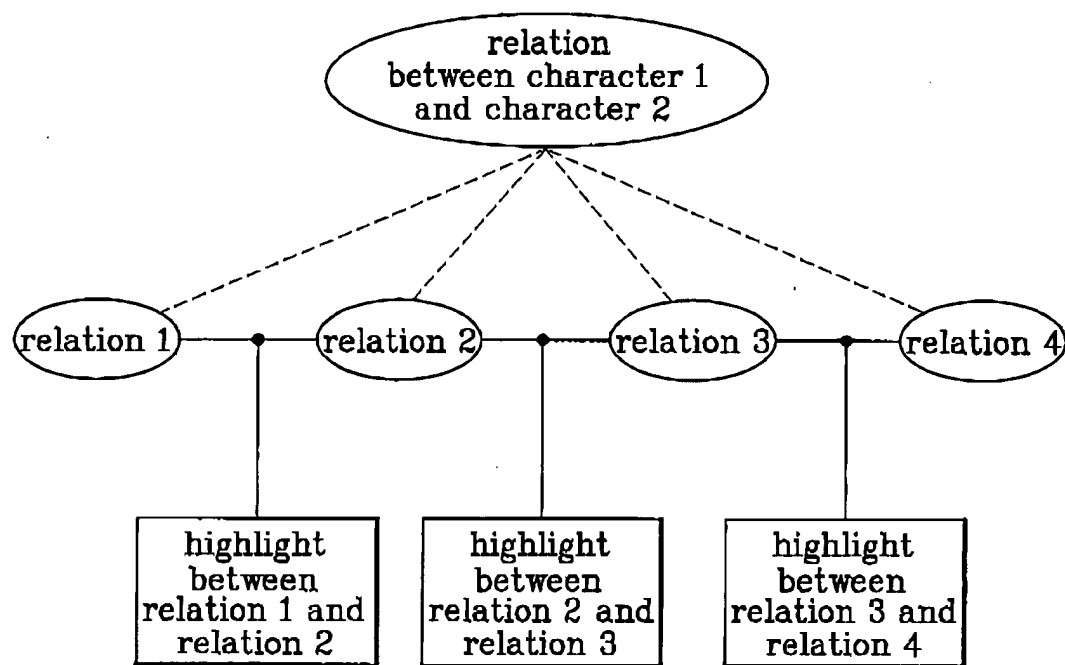 relation
between character 1
and character 2
relation 1
relation 2
relation 3
relation 4
highlight
between
relation 1 and
relation 2
highlight
between
relation 2 and
relation 3
highlight
between
relation 3 and
relation 4